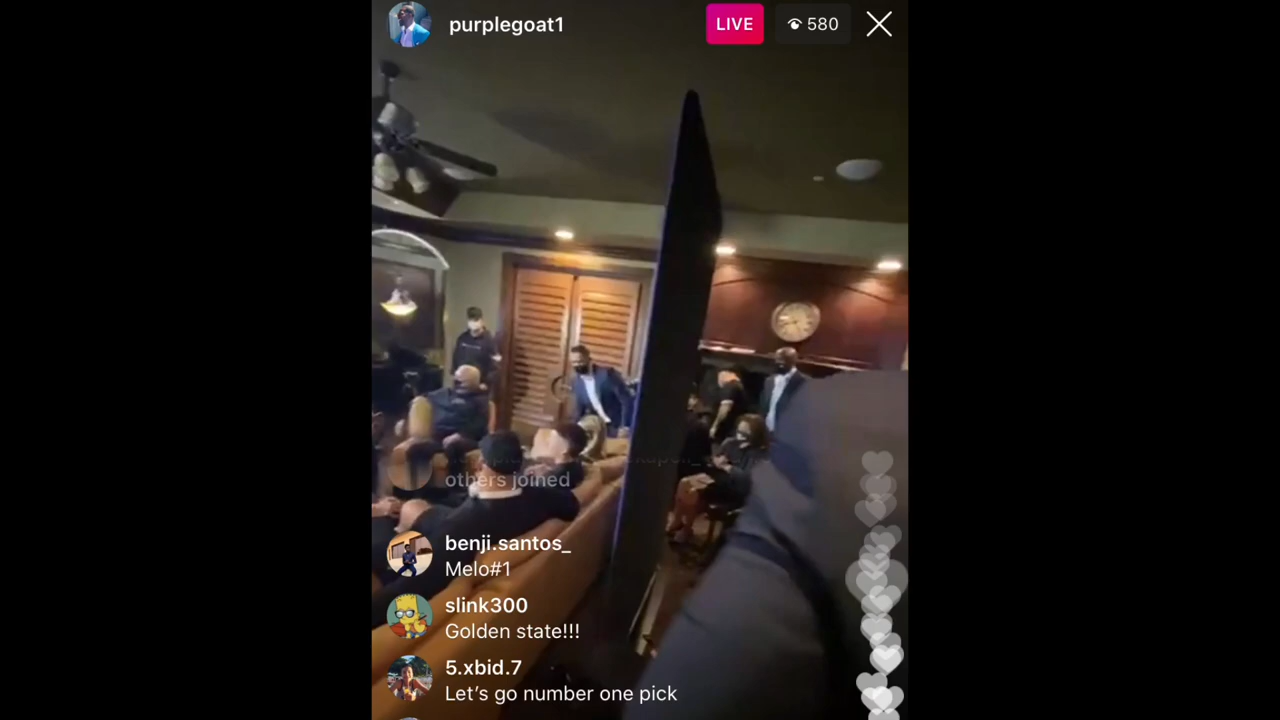 purplegoat1
LIVE
580
others joined
benji.santos_
Melo#1
slink300
Golden state!!!
5.xbid.7
Let's go number one pick